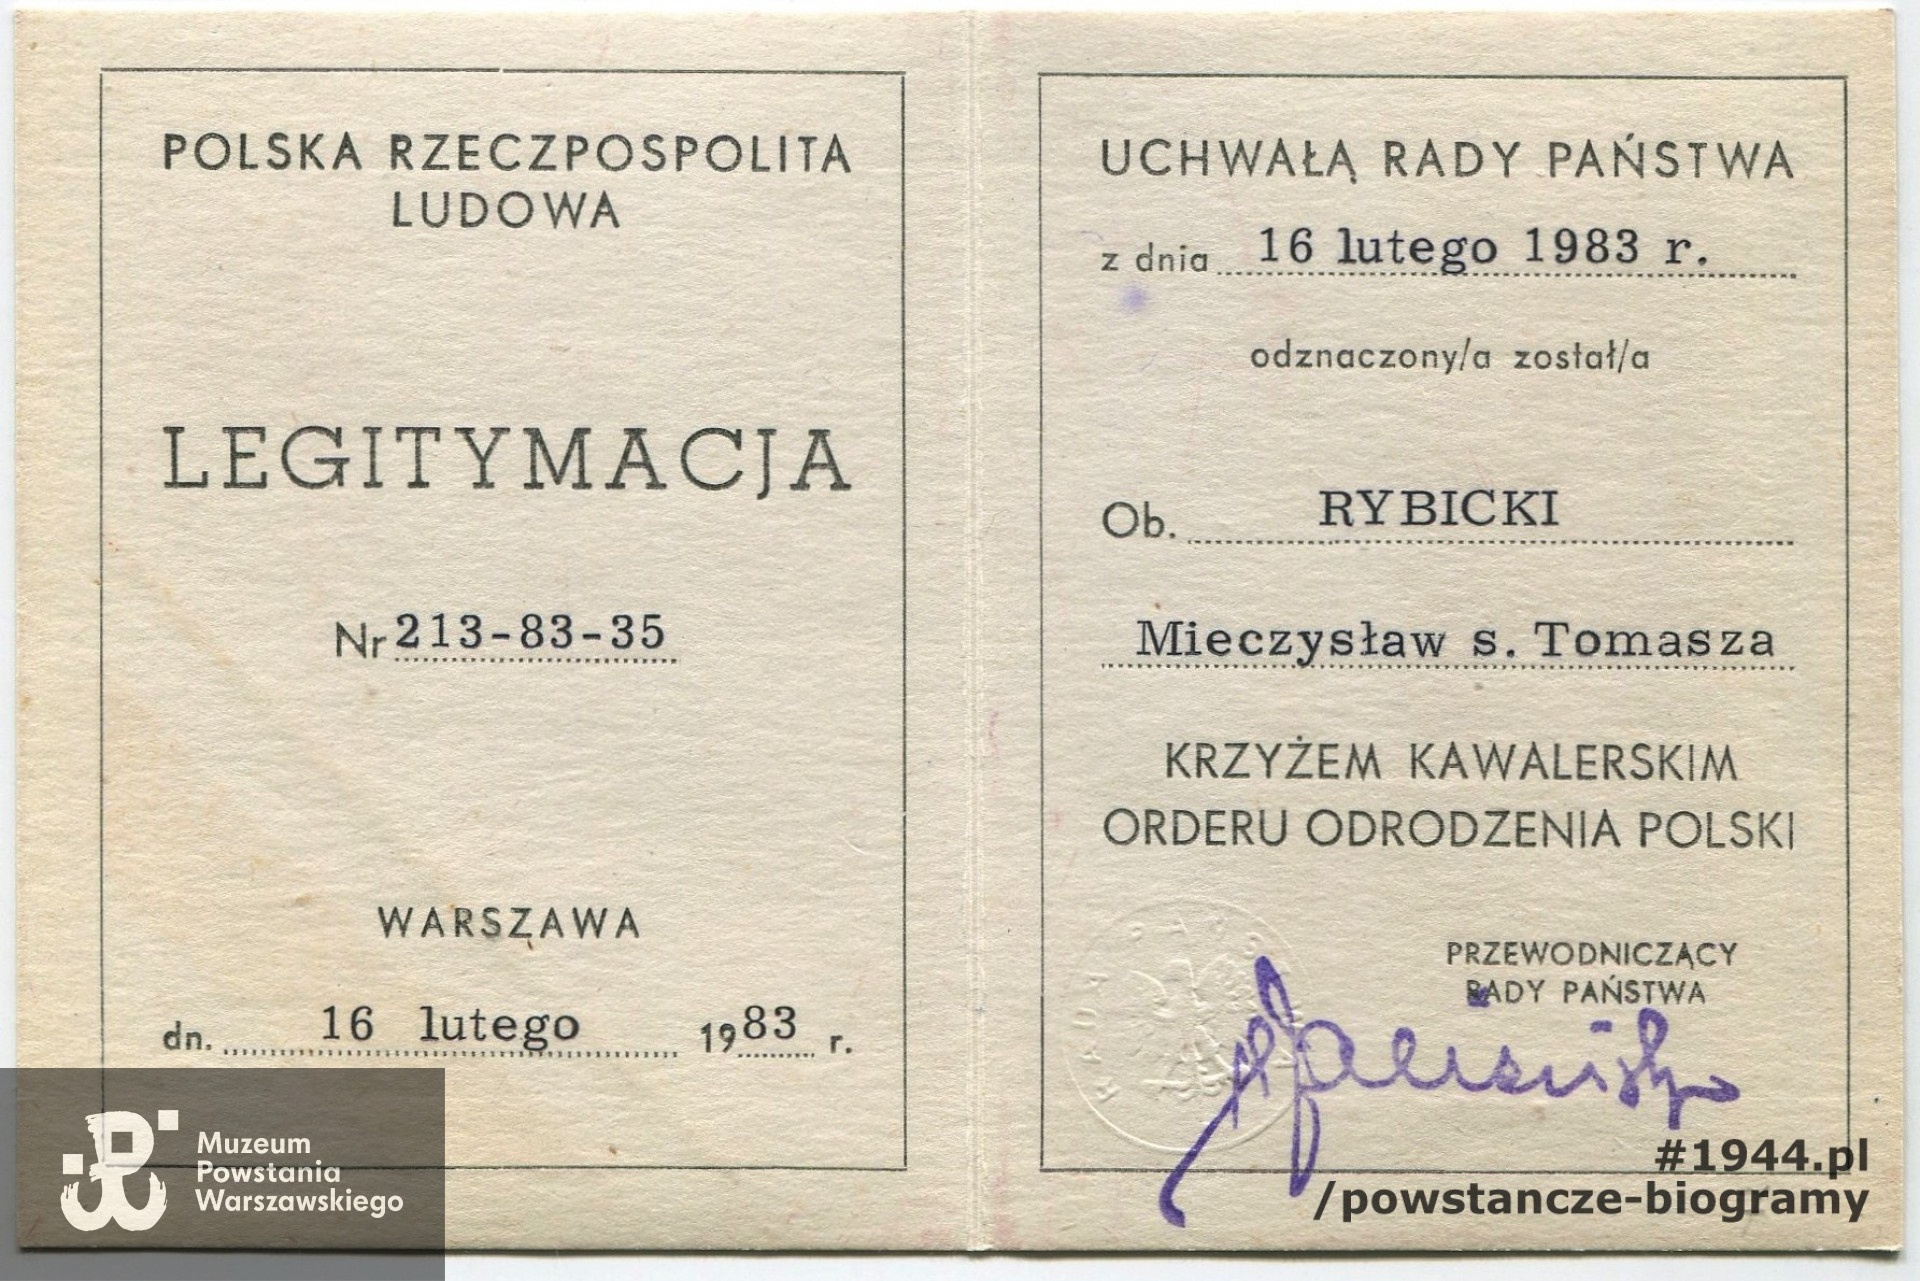 POLSKA RZECZPOSPOLITA
LUDOWA
LEGITYMACJA
Nr 213-83-35
WARSZAWA
dn. 16 lutego 1983 r.
UCHWAŁĄ RADY PAŃSTWA
z dnia 16 lutego 1983 r.
odznaczony/a został/a
Ob. RYBICKI
Mieczysław s. Tomasza
KRZYŻEM KAWALERSKIM
ORDERU ODRODZENIA POLSKI
PRZEWODNICZĄCY
RADY PAŃSTWA
Muzeum
Powstania
Warszawskiego
#1944.pl
/powstancze-biogramy